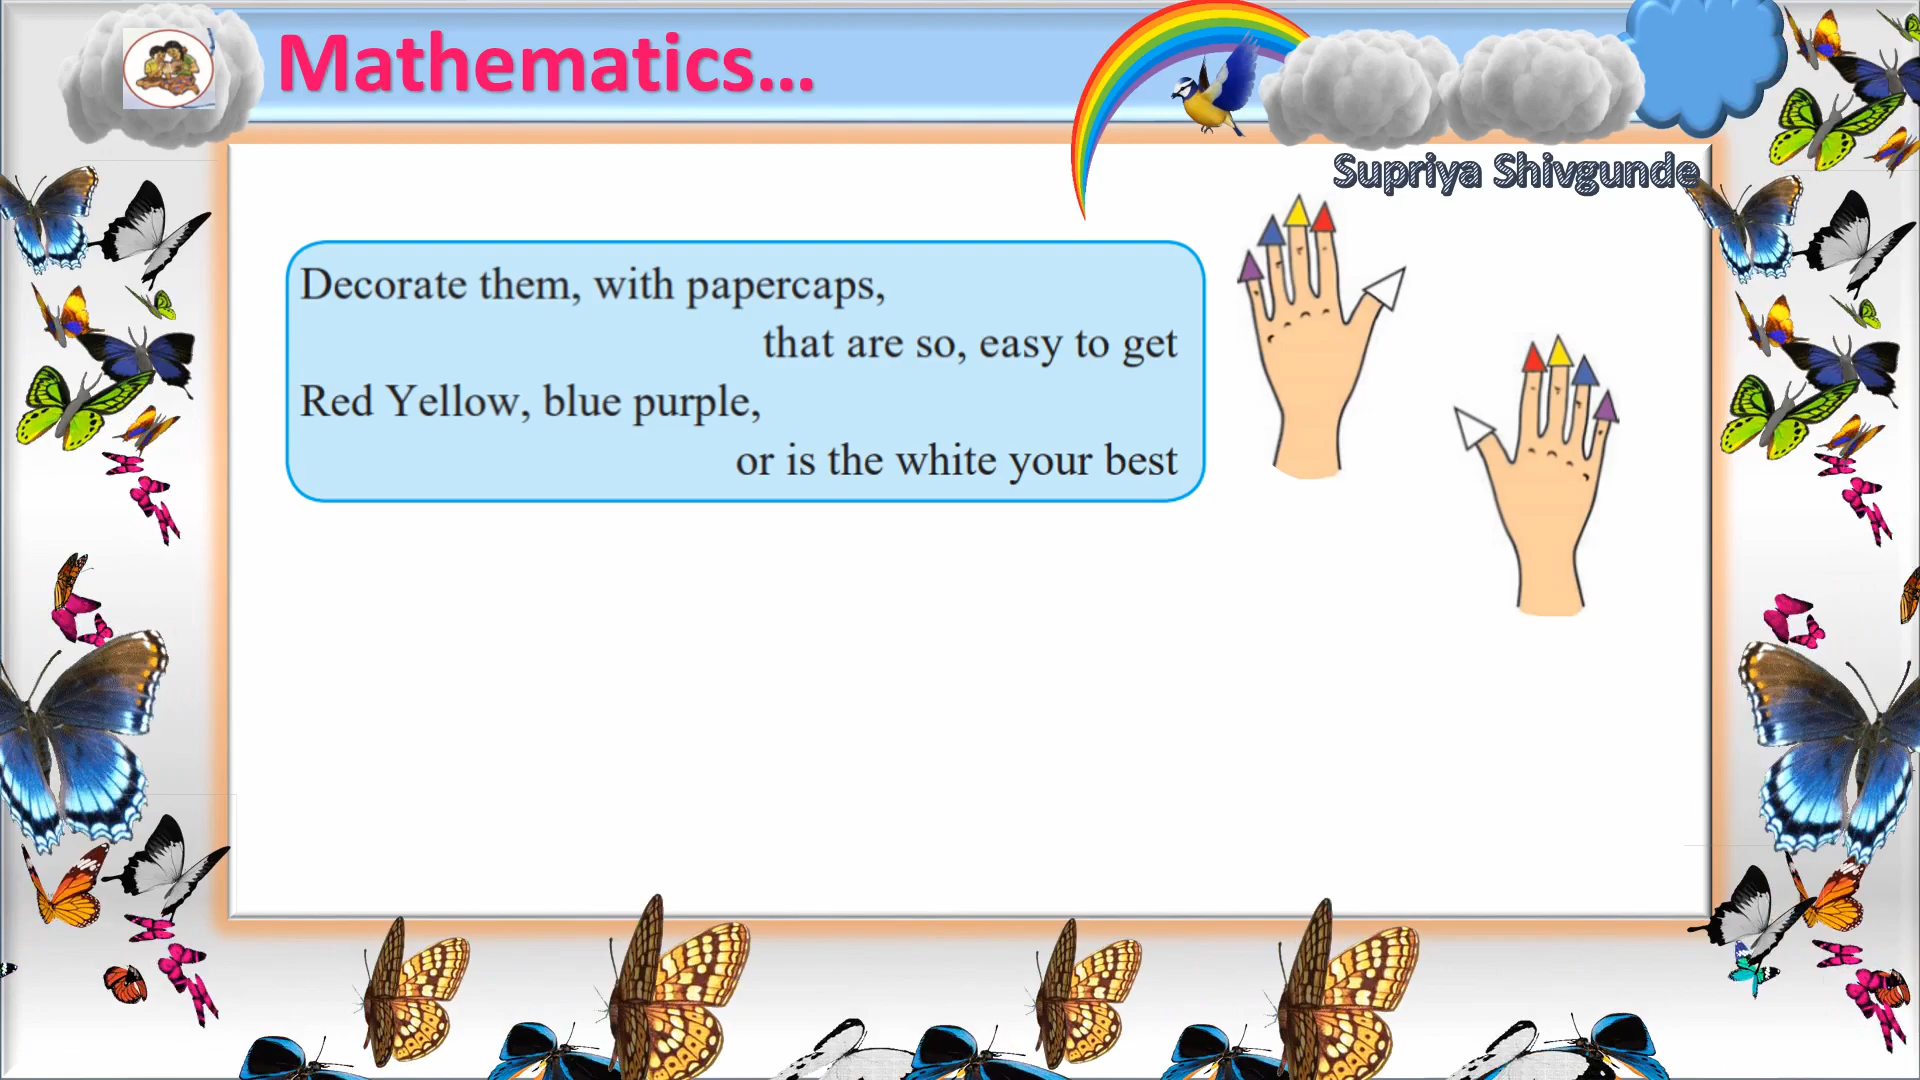 Mathematics...
Supriya Shivgunde
Decorate them, with papercaps,
that are so, easy to get
Red Yellow, blue purple,
or is the white your best